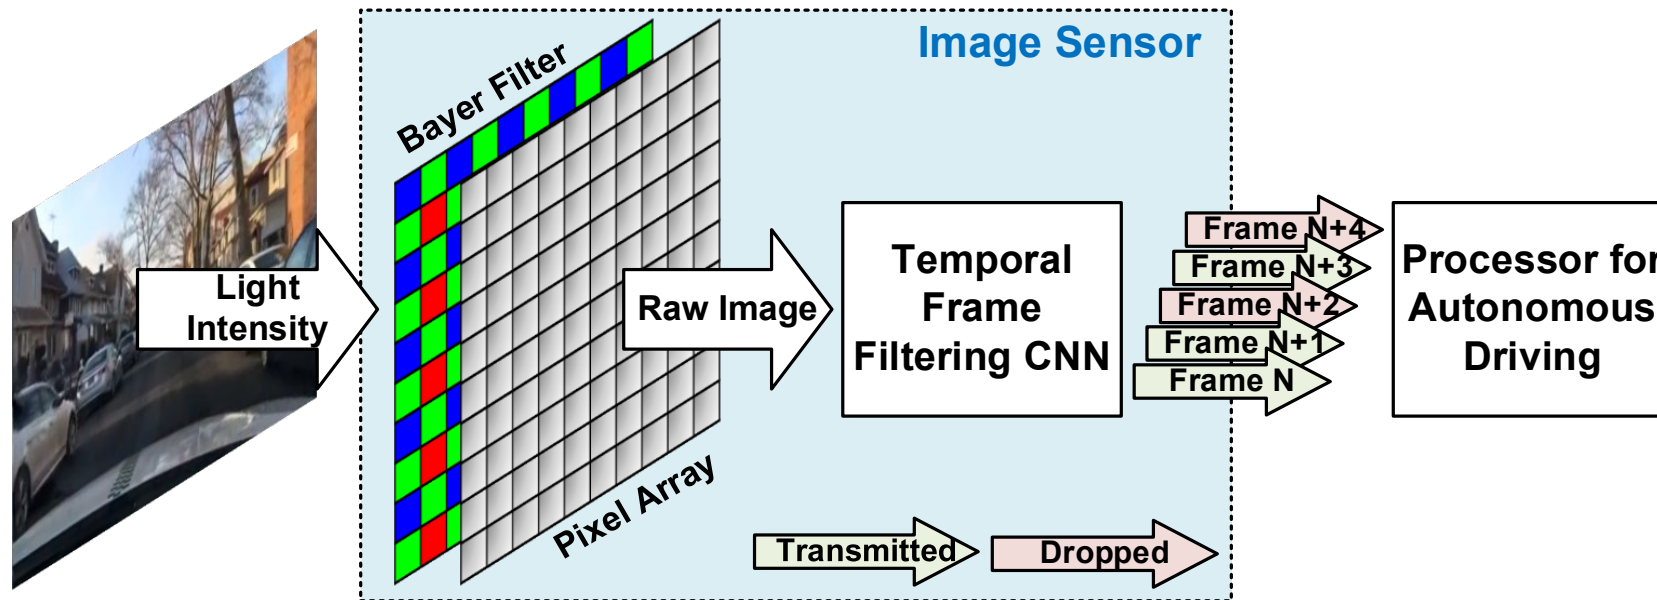 Image Sensor
Bayer Filter
Light
Intensity
Raw Image
Pixel Array
Temporal
Frame
Filtering CNN
Frame N+4
Frame N+3
Frame N+2
Frame N+1
Frame N
Processor for
Autonomous
Driving
Transmitted
Dropped